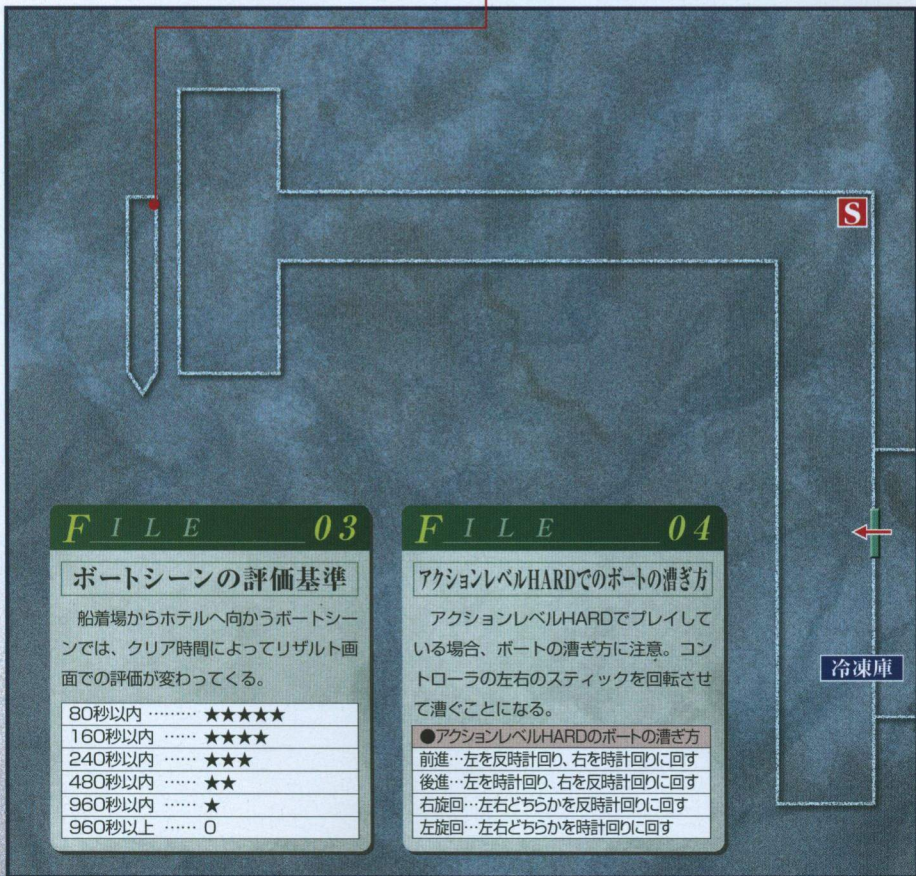 S
冷凍庫
FILE 03
ボートシーンの評価基準
船着場からホテルへ向かうボートシー
ンでは、クリア時間によってリザルト画
面での評価が変わってくる。
80秒以内 ……… ★★★★★
160秒以内 …… ★★★★
240秒以内 …… ★★★
480秒以内 …… ★★
960秒以内 …… ★
960秒以上 …… 0
FILE 04
アクションレベルHARDでのボートの漕ぎ方
アクションレベルHARDでプレイして
いる場合、ボートの漕ぎ方に注意。コン
トローラの左右のスティックを回転させ
て漕ぐことになる。
●アクションレベルHARDのボートの漕ぎ方
前進…左を反時計回り、右を時計回りに回す
後進…左を時計回り、右を反時計回りに回す
右旋回…左右どちらかを反時計回りに回す
左旋回…左右どちらかを時計回りに回す